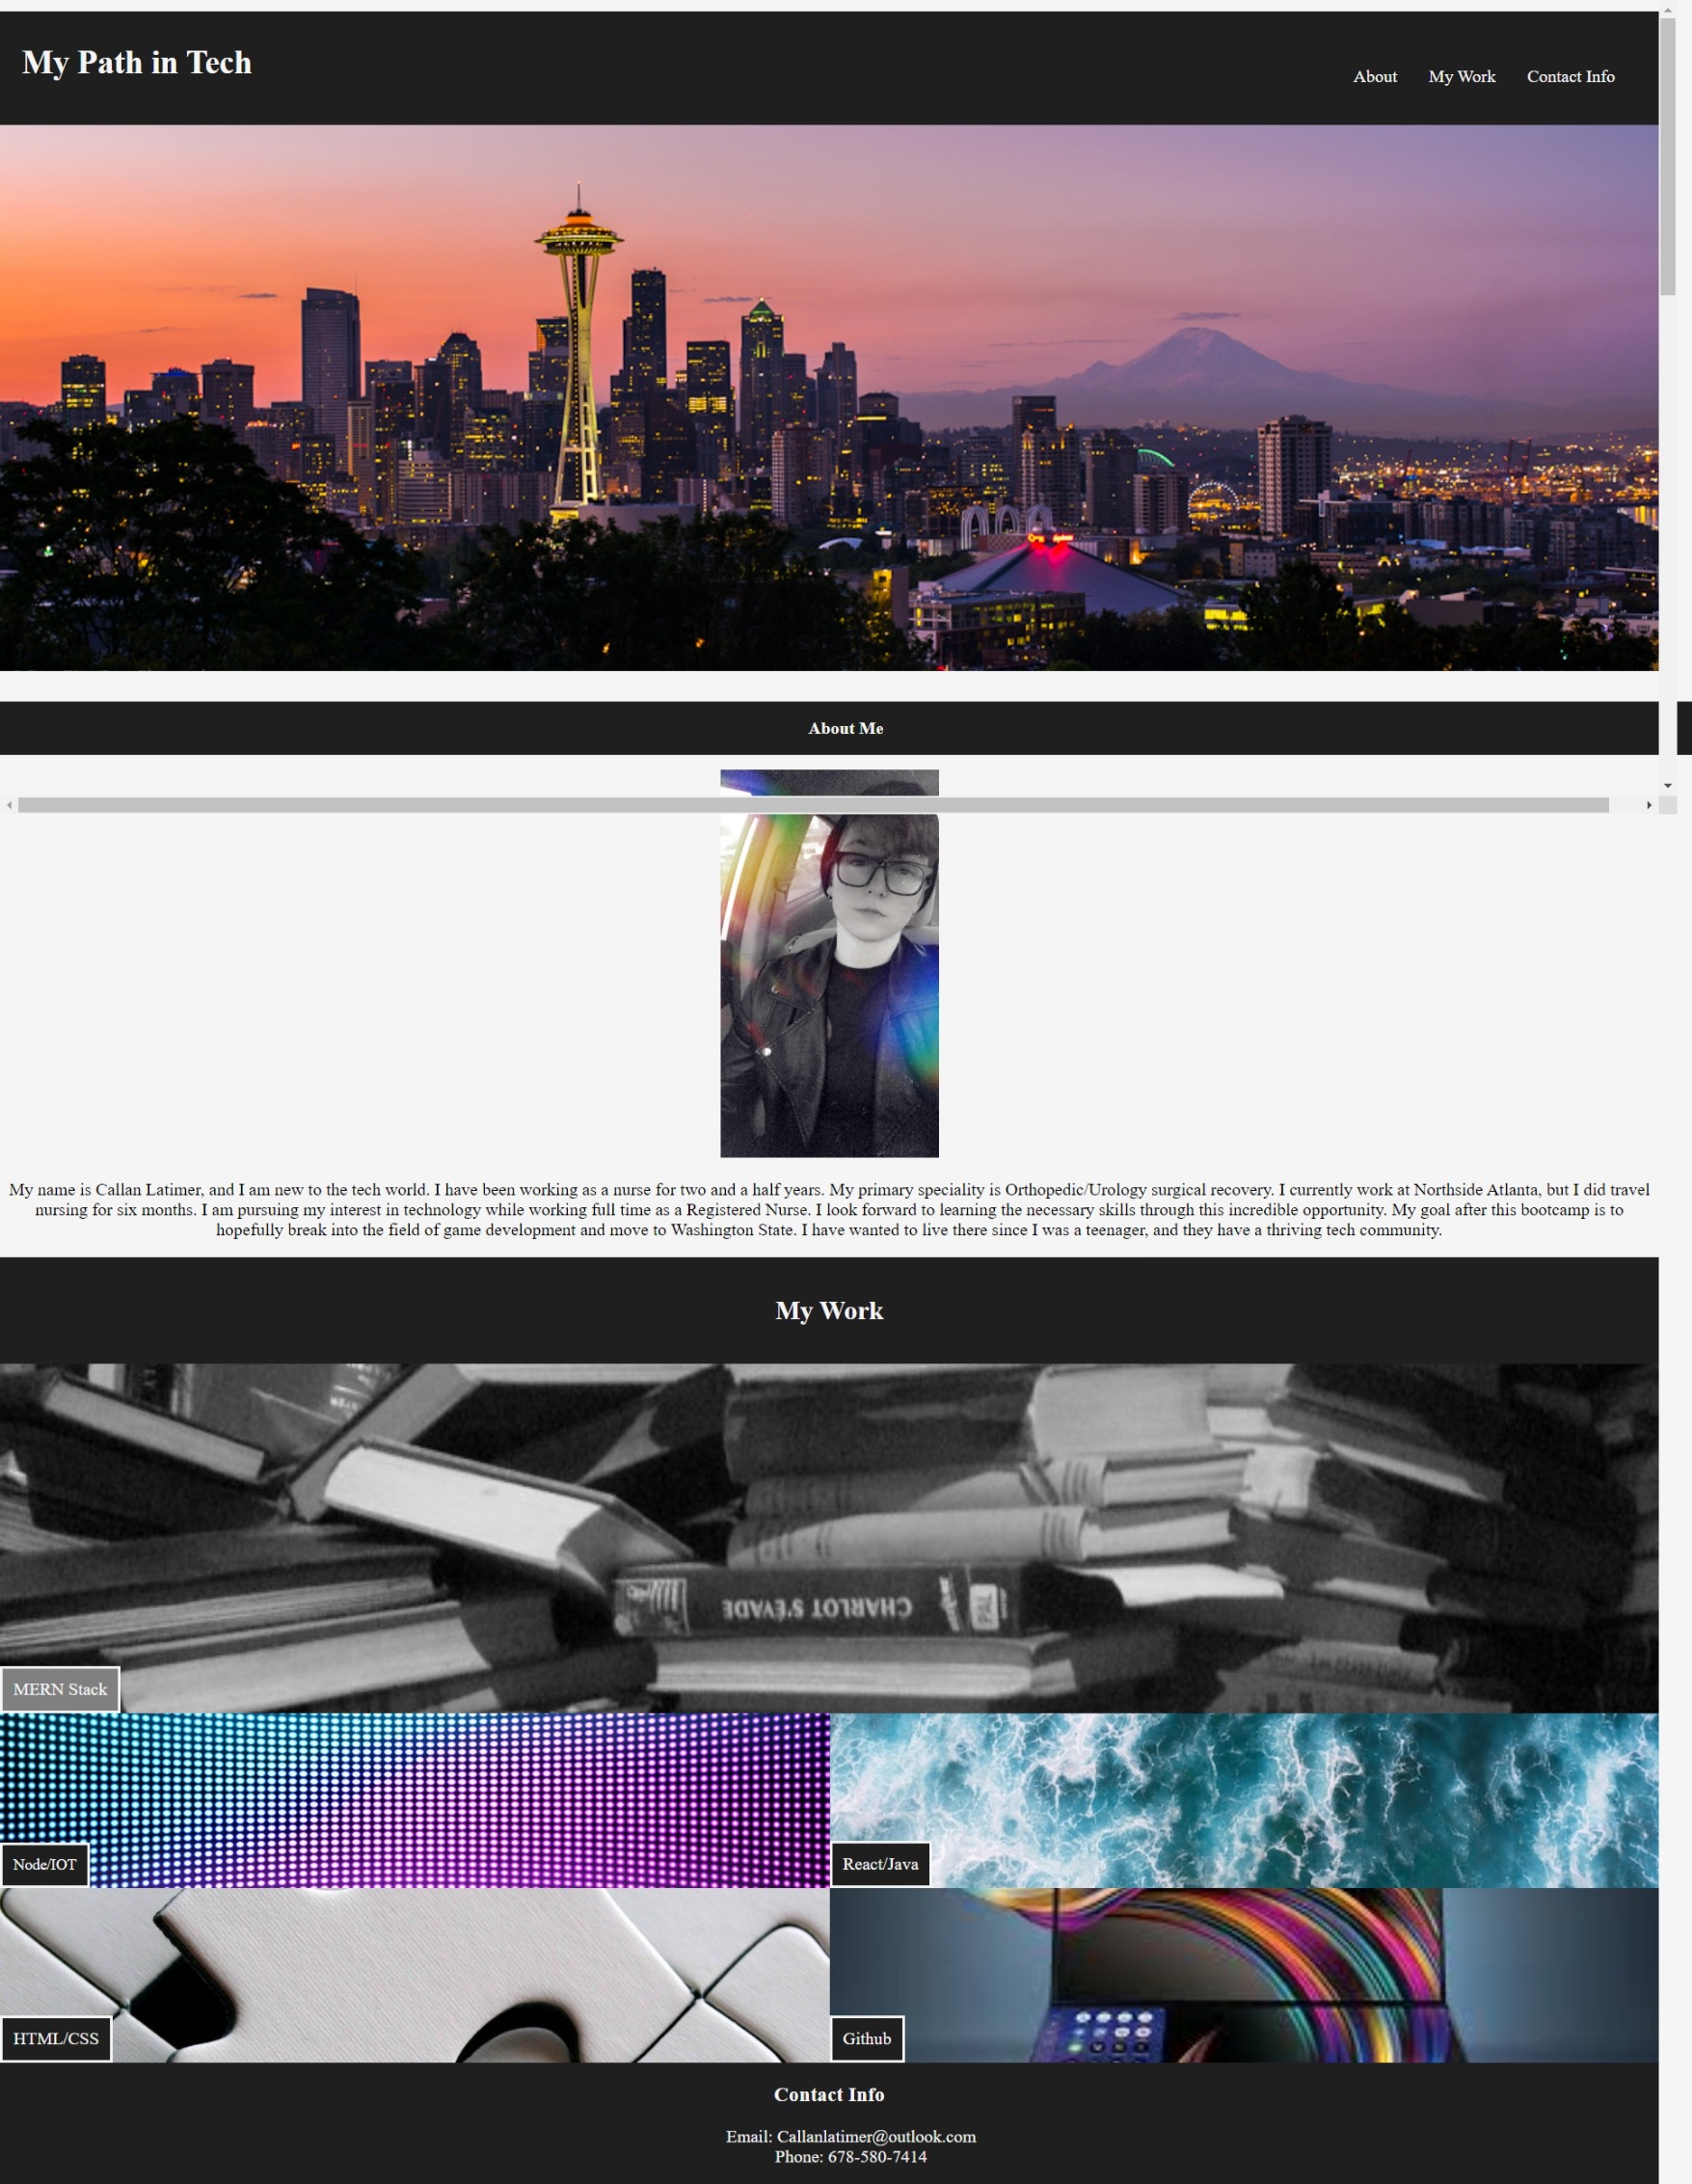 My Path in Tech
About
My Work
Contact Info
About Me
My name is Callan Latimer, and I am new to the tech world. I have been working as a nurse for two and a half years. My primary speciality is Orthopedic/Urology surgical recovery. I currently work at Northside Atlanta, but I did travel
nursing for six months. I am pursuing my interest in technology while working full time as a Registered Nurse. I look forward to learning the necessary skills through this incredible opportunity. My goal after this bootcamp is to
hopefully break into the field of game development and move to Washington State. I have wanted to live there since I was a teenager, and they have a thriving tech community.
My Work
CHARLOT S'ÉVADE
MERN Stack
Node/IOT
React/Java
HTML/CSS
Github
Contact Info
Email: Callanlatimer@outlook.com
Phone: 678-580-7414